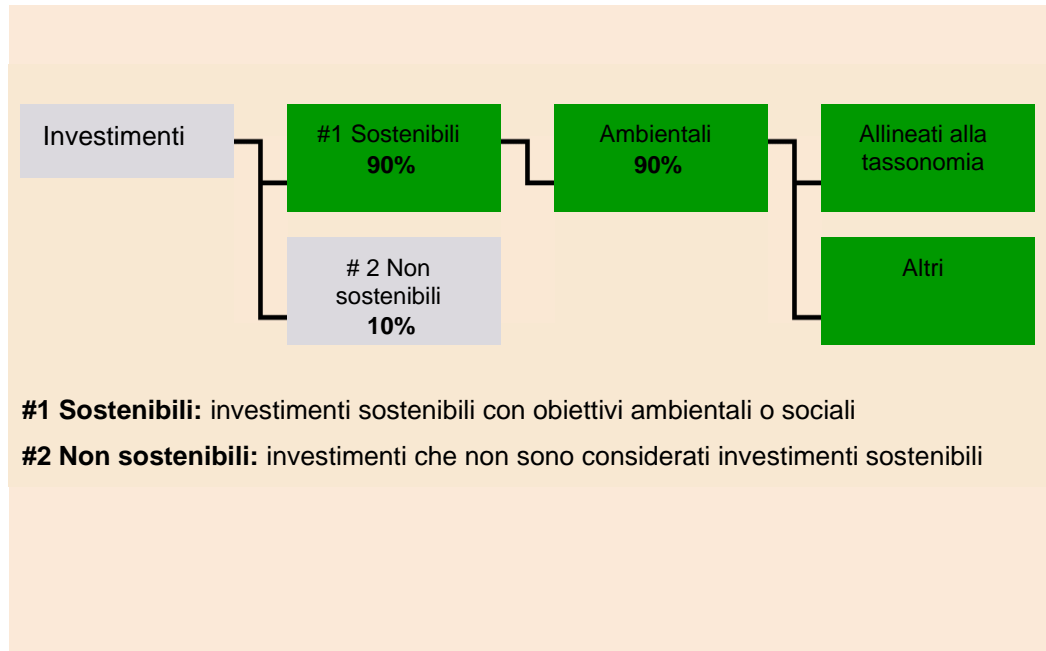 Investimenti
#1 Sostenibili
90%
# 2 Non
sostenibili
10%
Ambientali
90%
Allineati alla
tassonomia
Altri
#1 Sostenibili: investimenti sostenibili con obiettivi ambientali o sociali
#2 Non sostenibili: investimenti che non sono considerati investimenti sostenibili